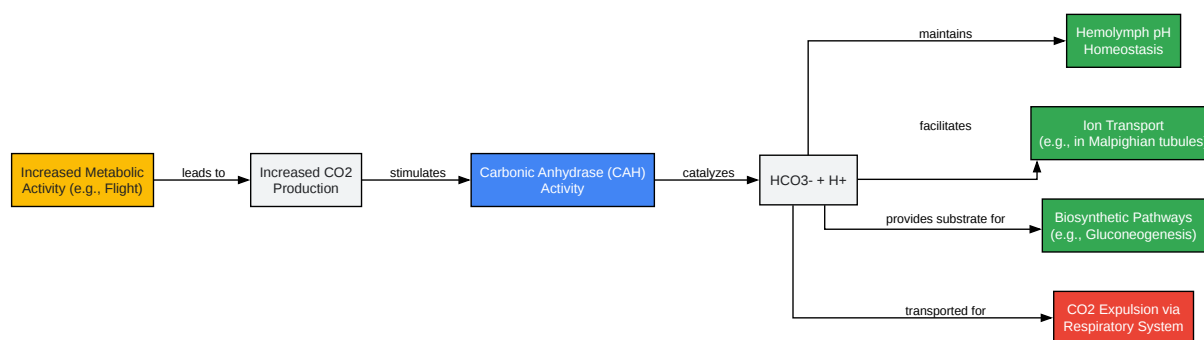 Increased Metabolic
Activity (e.g., Flight)
leads to
Increased CO2
Production
stimulates
Carbonic Anhydrase (CAH)
Activity
catalyzes
HCO3- + H+
maintains
Hemolymph pH
Homeostasis
facilitates
Ion Transport
(e.g., in Malpighian tubules)
provides substrate for
Biosynthetic Pathways
(e.g., Gluconeogenesis)
transported for
CO2 Expulsion via
Respiratory System